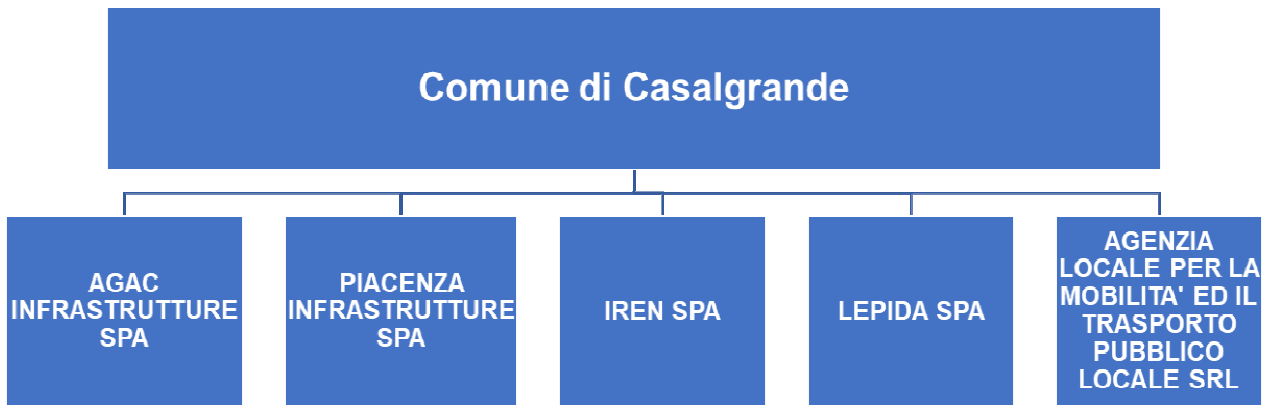 Comune di Casalgrande
AGAC
INFRASTRUTTURE
SPA
PIACENZA
INFRASTRUTTURE
SPA
IREN SPA
LEPIDA SPA
AGENZIA
LOCALE PER LA
MOBILITA' ED IL
TRASPORTO
PUBBLICO
LOCALE SRL